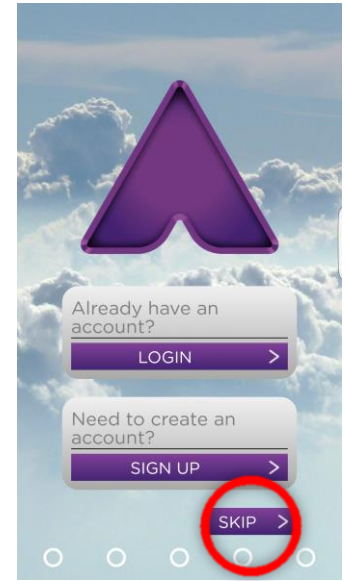 Already have an
account?
LOGIN >
Need to create an
account?
SIGN UP >
SKIP >